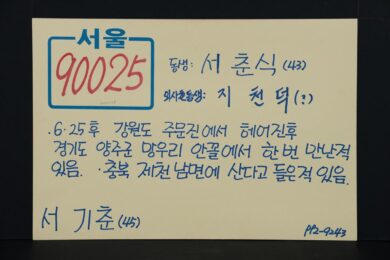 서울
90025
동생: 서 춘식 (43)
외사촌동생: 지 천덕 (?)
.6·25후 강원도 주문진에서 헤어진후
경기도 양주군 망우리 안꼴에서 한번 만난적
있음. ·충북 제천 남면에 산다고 들은적 있음.
서 기춘 (45)
782-9243